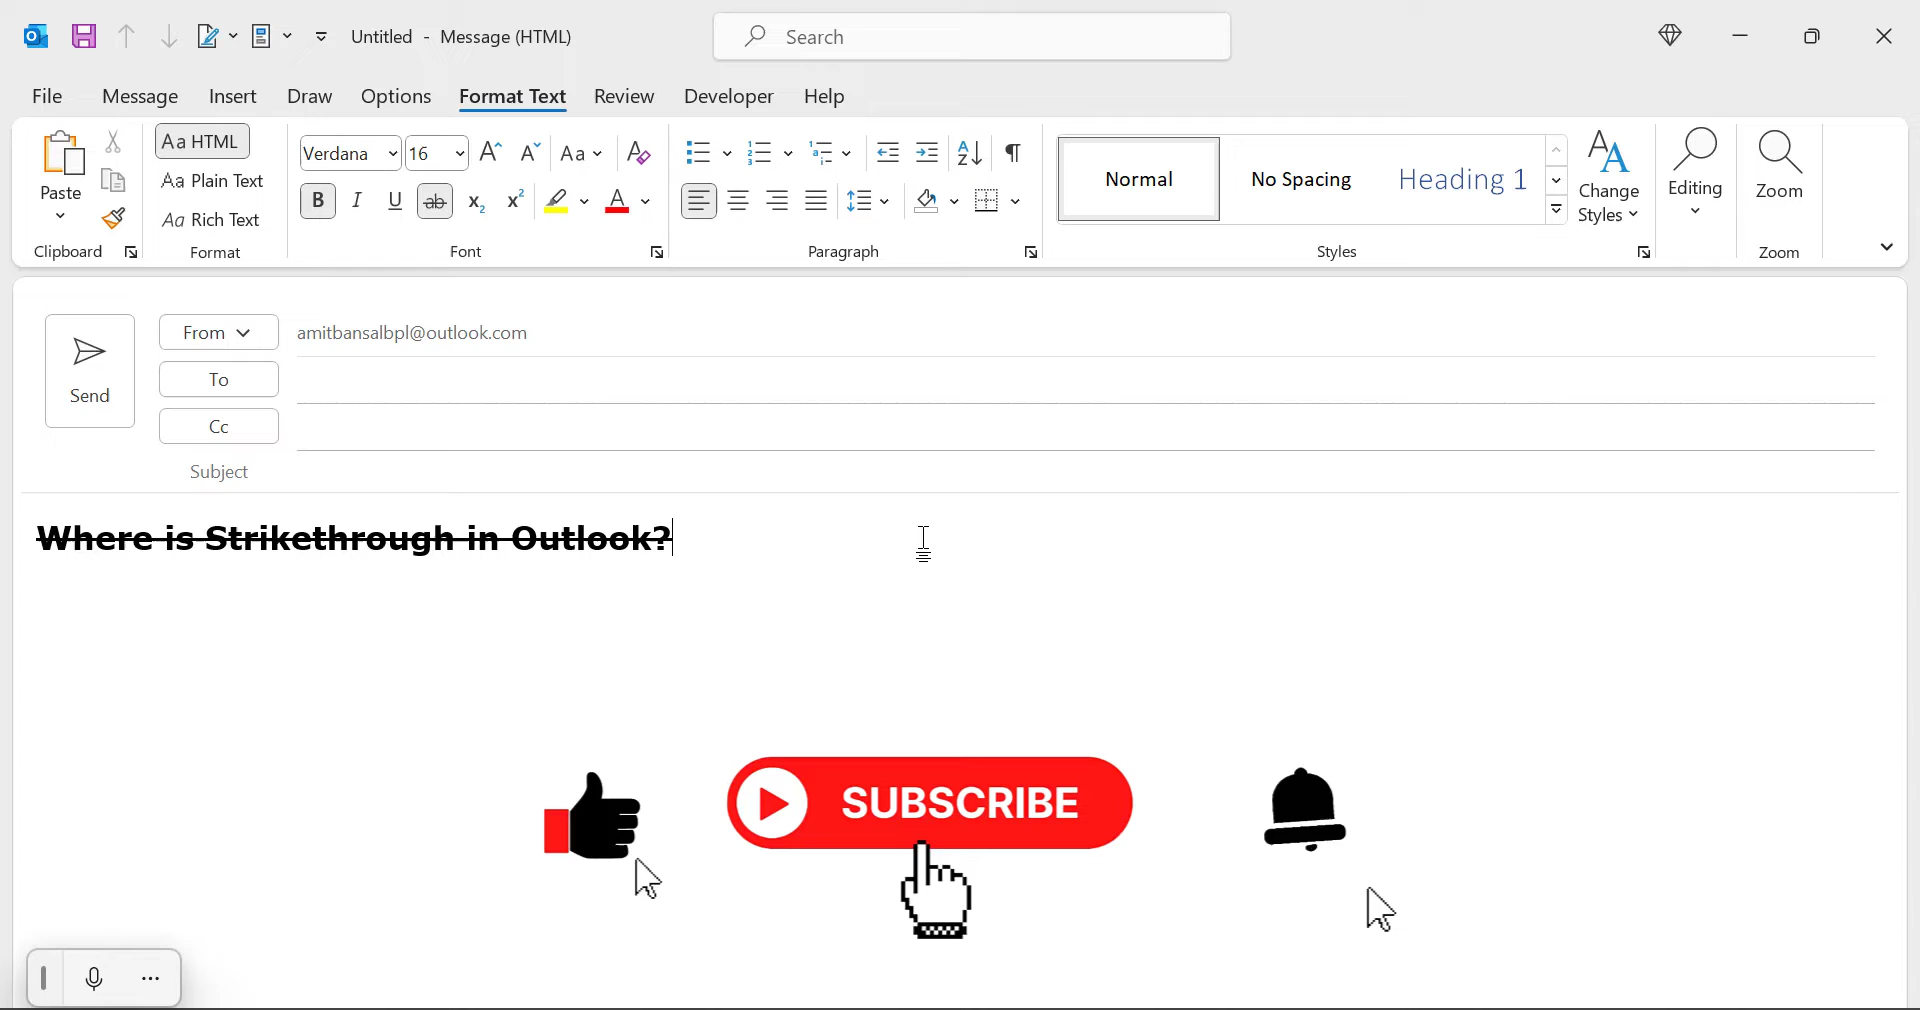 Untitled - Message (HTML)
Search
File Message Insert Draw Options Format Text Review Developer Help
Paste
Clipboard
Aa HTML
Aa Plain Text
Aa Rich Text
Format
Verdana 16
Aa
B I U ab x₂ x² A
Font
Paragraph
Normal
No Spacing
Heading 1
Change
Styles
Styles
Editing
Zoom
Zoom
Send
From amitbansalbpl@outlook.com
To
Cc
Subject
Where is Strikethrough in Outlook?
SUBSCRIBE